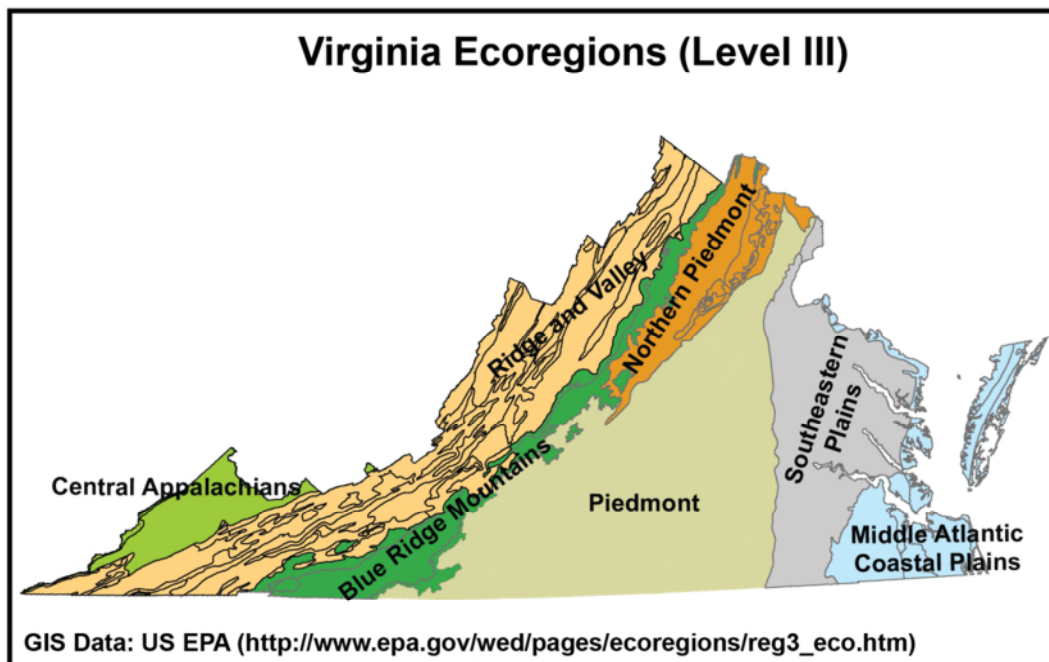 Virginia Ecoregions (Level III)
Ridge and Valley
Northern Piedmont
Southeastern
Plains
Central Appalachians
Blue Ridge Mountains
Piedmont
Middle Atlantic
Coastal Plains
GIS Data: US EPA (http://www.epa.gov/wed/pages/ecoregions/reg3_eco.htm)